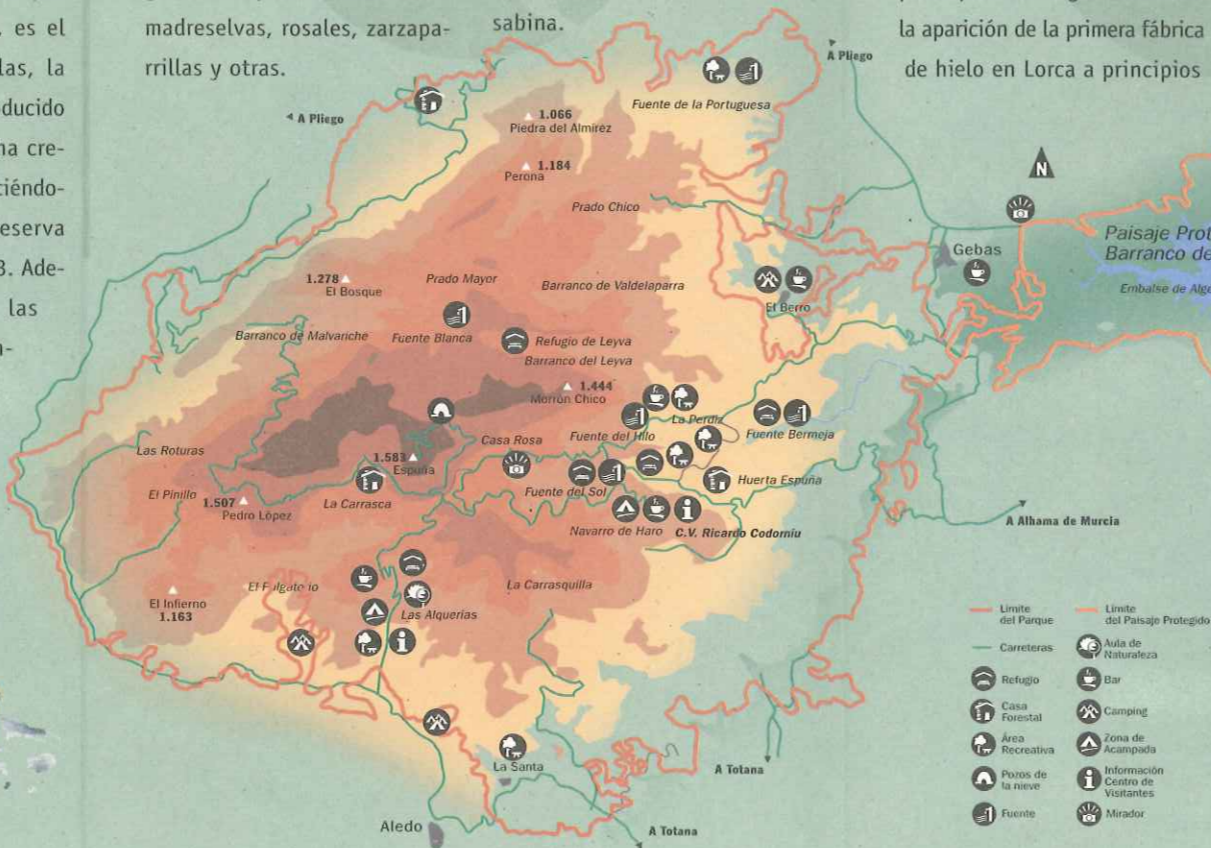 es el
las, la
oducido
na cre-
ciéndo-
eserva
3. Ade-
las
a-
madreselvas, rosales, zarzapa-
rrillas y otras.
sabina.
la aparición de la primera fábrica
de hielo en Lorca a principios
A Pliego
A Pliego
Fuente de la Portuguesa
1.066
Piedra del Almirez
1.184
Perona
N
Prado Chico
Gebas
Paisaje Prot
Barranco de
Embalse de Algo
1.278
El Bosque
Prado Mayor
Barranco de Valdelaparra
El Berro
Barranco de Malvariche
Fuente Blanca
Refugio de Leyva
Barranco del Leyva
1.444
Morrón Chico
La Perdiz
Las Roturas
Casa Rosa
Fuente del Hilo
Fuente Bermeja
1.583
Espuña
El Pinillo
1.507
Pedro López
La Carrasca
Fuente del Sol
Huerta Espuña
Navarro de Haro
C.V. Ricardo Codorníu
A Alhama de Murcia
El Infierno
1.163
La Carrasquilla
Las Alquerías
La Santa
A Totana
Aledo
A Totana
Límite
del Parque
Límite
del Paisaje Protegido
Carreteras
Aula de
Naturaleza
Refugio
Bar
Casa
Forestal
Camping
Área
Recreativa
Zona de
Acampada
Pozos de
la nieve
Información
Centro de
Visitantes
Fuente
Mirador